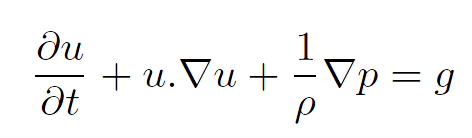 ∂u/∂t + u.∇u + 1/ρ ∇p = g